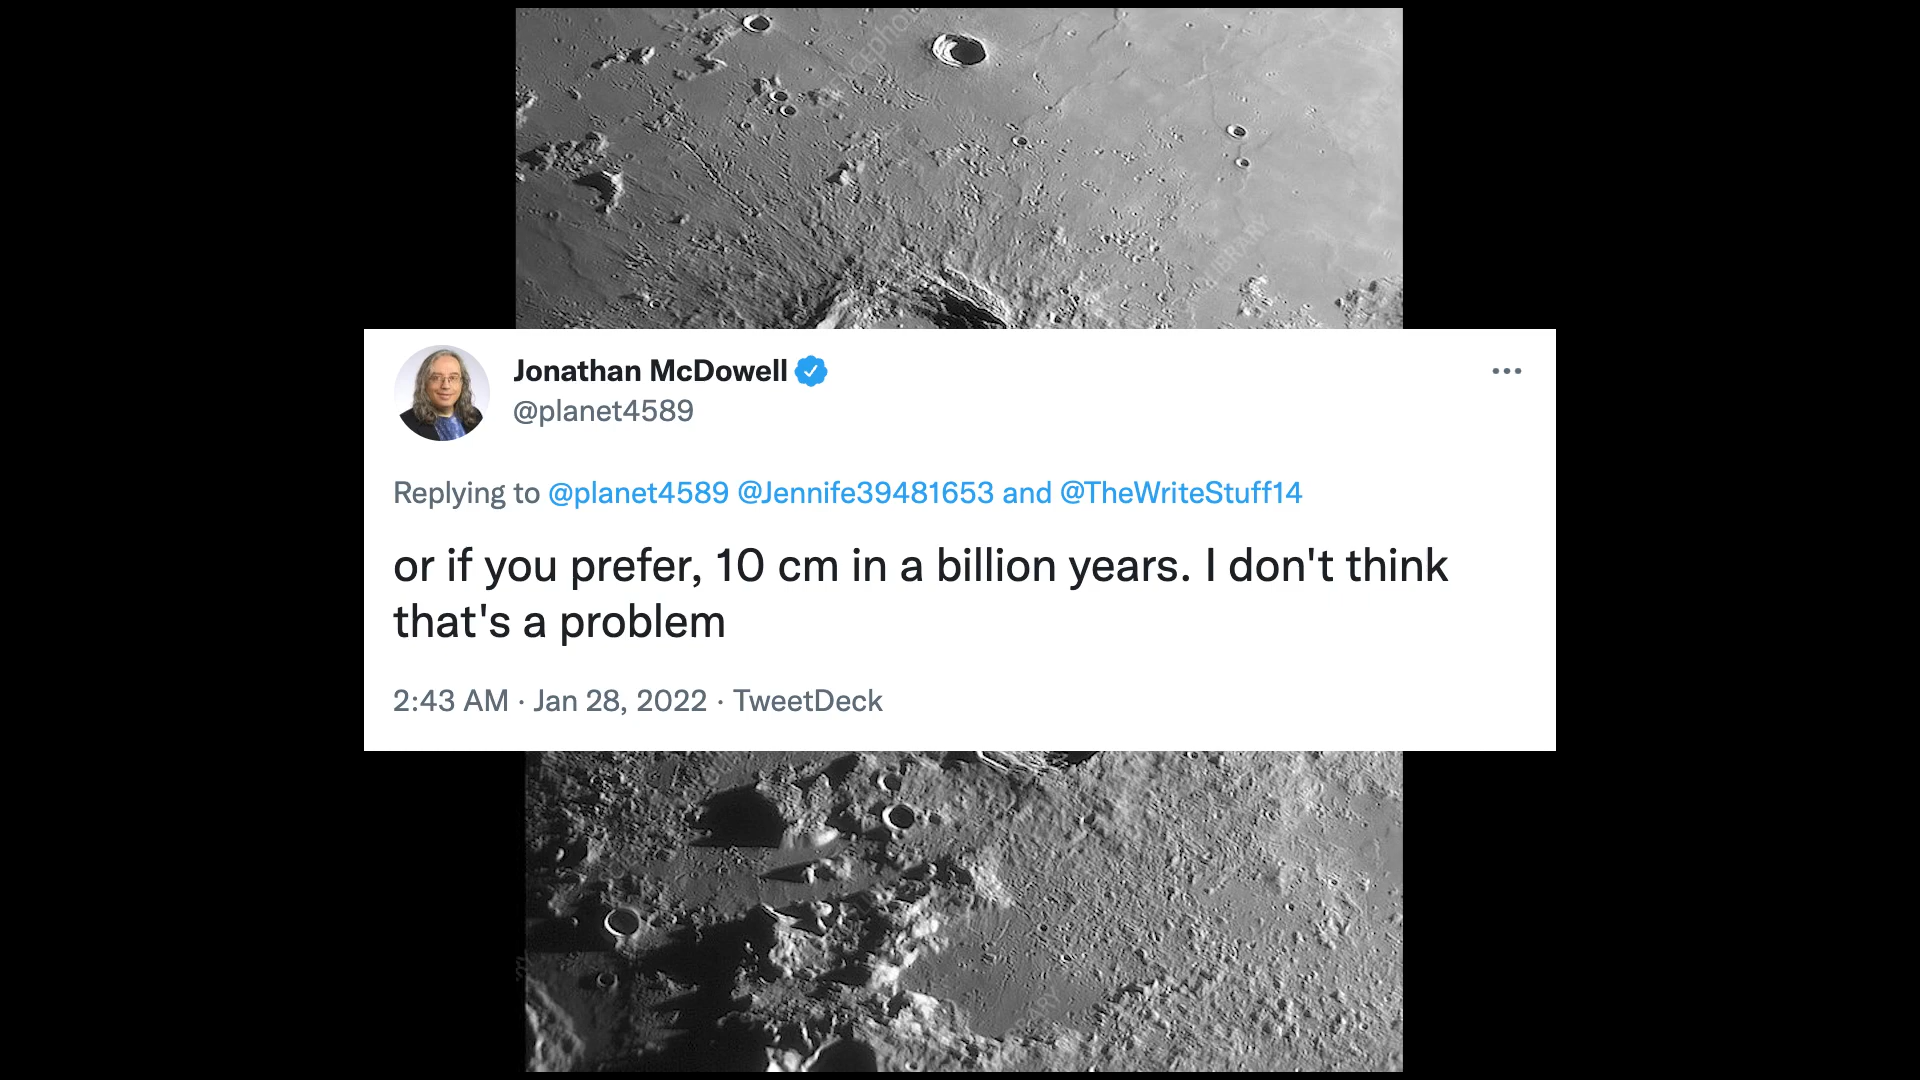 Jonathan McDowell
@planet4589
Replying to @planet4589 @Jennife39481653 and @TheWriteStuff14
or if you prefer, 10 cm in a billion years. I don't think
that's a problem
2:43 AM · Jan 28, 2022 · TweetDeck